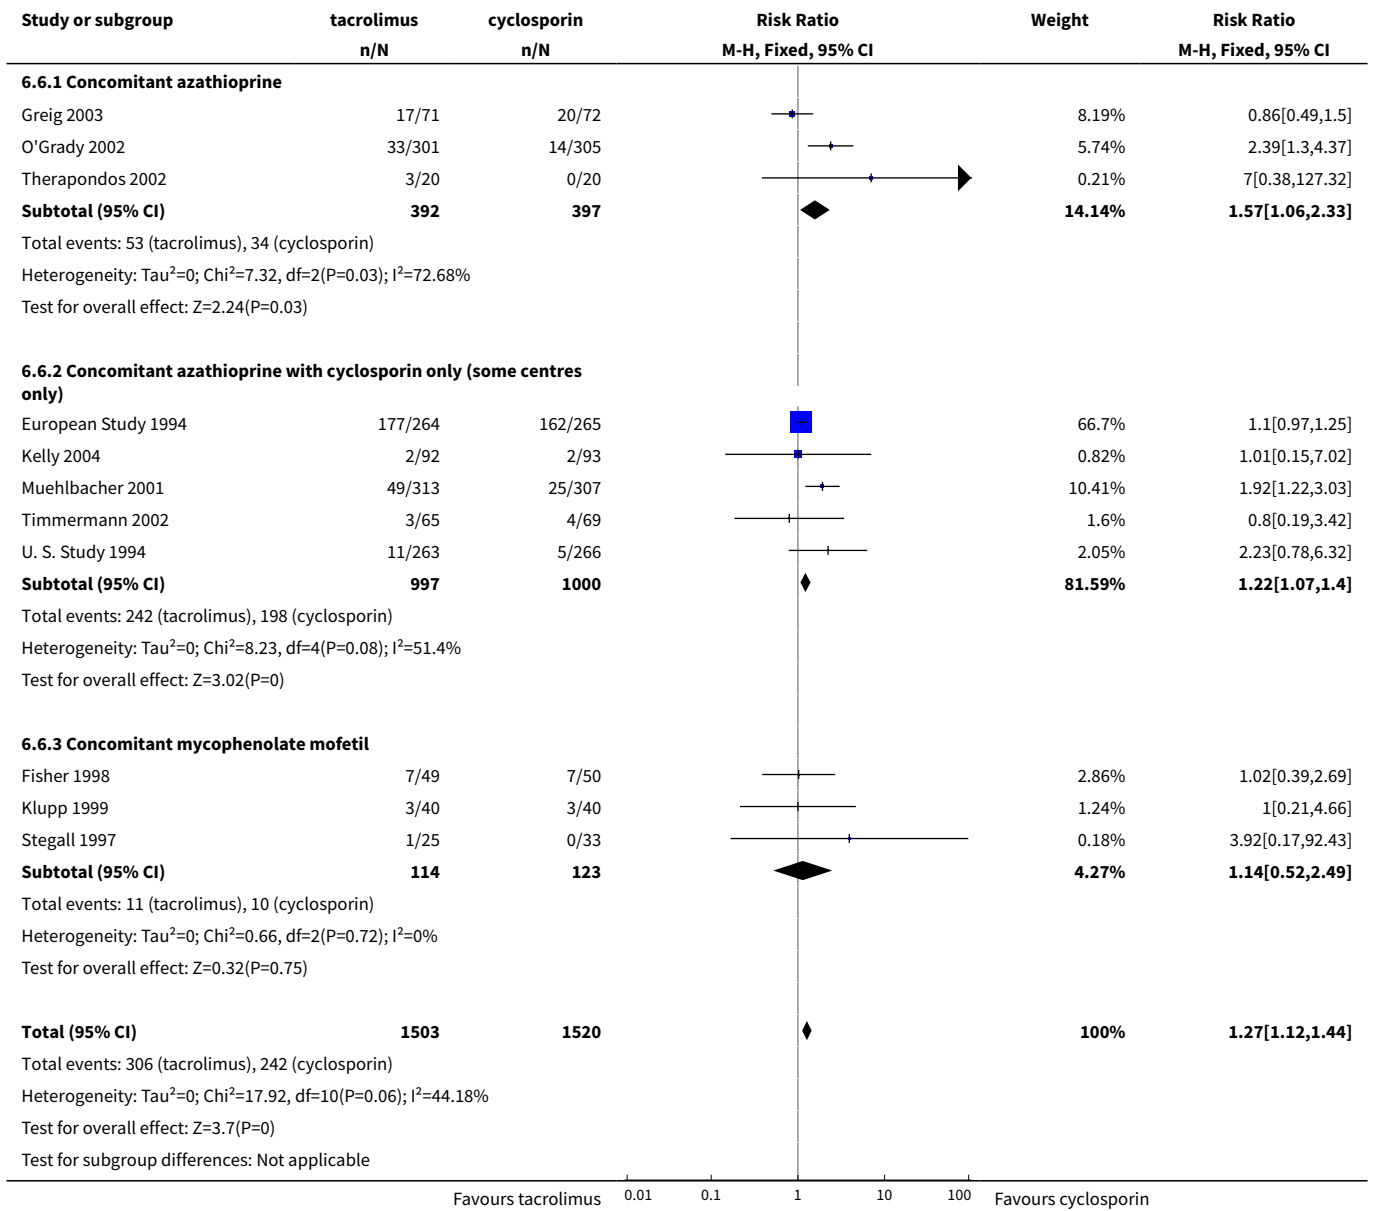 Study or subgroup tacrolimus cyclosporin Risk Ratio Weight Risk Ratio
n/N n/N M-H, Fixed, 95% CI M-H, Fixed, 95% CI
6.6.1 Concomitant azathioprine
Greig 2003 17/71 20/72 8.19% 0.86[0.49,1.5]
O'Grady 2002 33/301 14/305 5.74% 2.39[1.3,4.37]
Therapondos 2002 3/20 0/20 0.21% 7[0.38,127.32]
Subtotal (95% CI) 392 397 14.14% 1.57[1.06,2.33]
Total events: 53 (tacrolimus), 34 (cyclosporin)
Heterogeneity: Tau²=0; Chi²=7.32, df=2(P=0.03); I²=72.68%
Test for overall effect: Z=2.24(P=0.03)
6.6.2 Concomitant azathioprine with cyclosporin only (some centres
only)
European Study 1994 177/264 162/265 66.7% 1.1[0.97,1.25]
Kelly 2004 2/92 2/93 0.82% 1.01[0.15,7.02]
Muehlbacher 2001 49/313 25/307 10.41% 1.92[1.22,3.03]
Timmermann 2002 3/65 4/69 1.6% 0.8[0.19,3.42]
U. S. Study 1994 11/263 5/266 2.05% 2.23[0.78,6.32]
Subtotal (95% CI) 997 1000 81.59% 1.22[1.07,1.4]
Total events: 242 (tacrolimus), 198 (cyclosporin)
Heterogeneity: Tau²=0; Chi²=8.23, df=4(P=0.08); I²=51.4%
Test for overall effect: Z=3.02(P=0)
6.6.3 Concomitant mycophenolate mofetil
Fisher 1998 7/49 7/50 2.86% 1.02[0.39,2.69]
Klupp 1999 3/40 3/40 1.24% 1[0.21,4.66]
Stegall 1997 1/25 0/33 0.18% 3.92[0.17,92.43]
Subtotal (95% CI) 114 123 4.27% 1.14[0.52,2.49]
Total events: 11 (tacrolimus), 10 (cyclosporin)
Heterogeneity: Tau²=0; Chi²=0.66, df=2(P=0.72); I²=0%
Test for overall effect: Z=0.32(P=0.75)
Total (95% CI) 1503 1520 100% 1.27[1.12,1.44]
Total events: 306 (tacrolimus), 242 (cyclosporin)
Heterogeneity: Tau²=0; Chi²=17.92, df=10(P=0.06); I²=44.18%
Test for overall effect: Z=3.7(P=0)
Test for subgroup differences: Not applicable
Favours tacrolimus 0.01 0.1 1 10 100 Favours cyclosporin